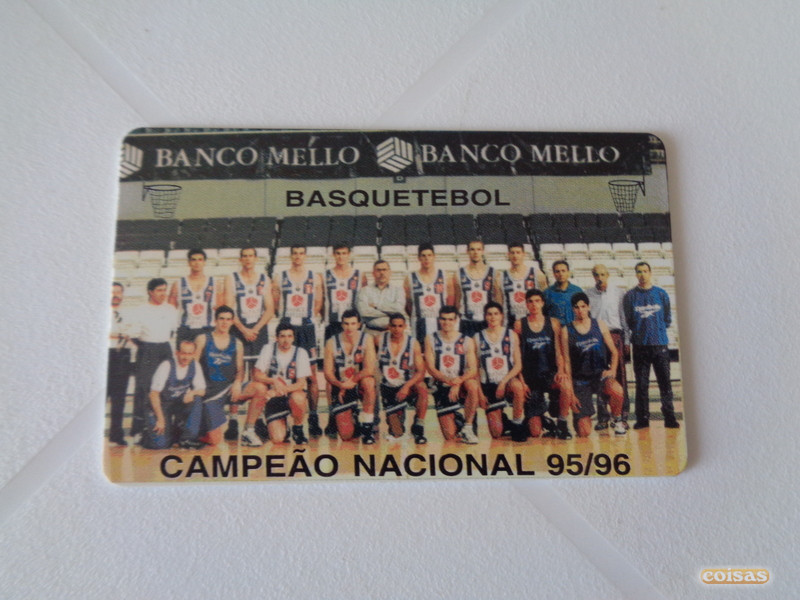 BANCO MELLO BANCO MELLO
BASQUETEBOL
CAMPEÃO NACIONAL 95/96
coisas